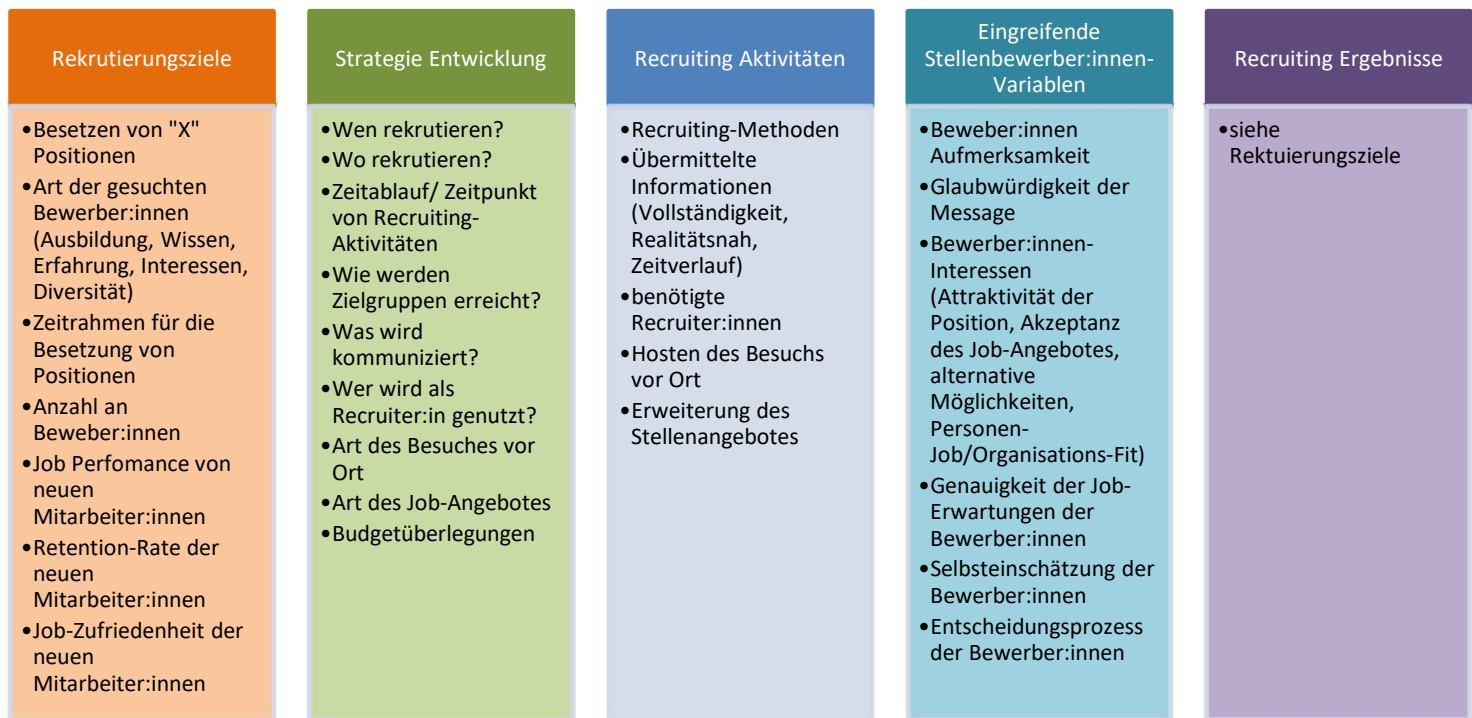 Rekrutierungsziele
•Besetzen von "X"
Positionen
•Art der gesuchten
Bewerber:innen
(Ausbildung, Wissen,
Erfahrung, Interessen,
Diversität)
•Zeitrahmen für die
Besetzung von
Positionen
•Anzahl an
Beweber:innen
•Job Perfomance von
neuen
Mitarbeiter:innen
•Retention-Rate der
neuen
Mitarbeiter:innen
•Job-Zufriedenheit der
neuen
Mitarbeiter:innen
Strategie Entwicklung
•Wen rekrutieren?
•Wo rekrutieren?
•Zeitablauf/ Zeitpunkt
von Recruiting-
Aktivitäten
•Wie werden
Zielgruppen erreicht?
•Was wird
kommuniziert?
•Wer wird als
Recruiter:in genutzt?
•Art des Besuches vor
Ort
•Art des Job-Angebotes
•Budgetüberlegungen
Recruiting Aktivitäten
•Recruiting-Methoden
•Übermittelte
Informationen
(Vollständigkeit,
Realitätsnah,
Zeitverlauf)
•benötigte
Recruiter:innen
•Hosten des Besuchs
vor Ort
•Erweiterung des
Stellenangebotes
Eingreifende
Stellenbewerber:innen-
Variablen
•Beweber:innen
Aufmerksamkeit
•Glaubwürdigkeit der
Message
•Bewerber:innen-
Interessen
(Attraktivität der
Position, Akzeptanz
des Job-Angebotes,
alternative
Möglichkeiten,
Personen-
Job/Organisations-Fit)
•Genauigkeit der Job-
Erwartungen der
Bewerber:innen
•Selbsteinschätzung der
Bewerber:innen
•Entscheidungsprozess
der Bewerber:innen
Recruiting Ergebnisse
•siehe
Rektuierungsziele